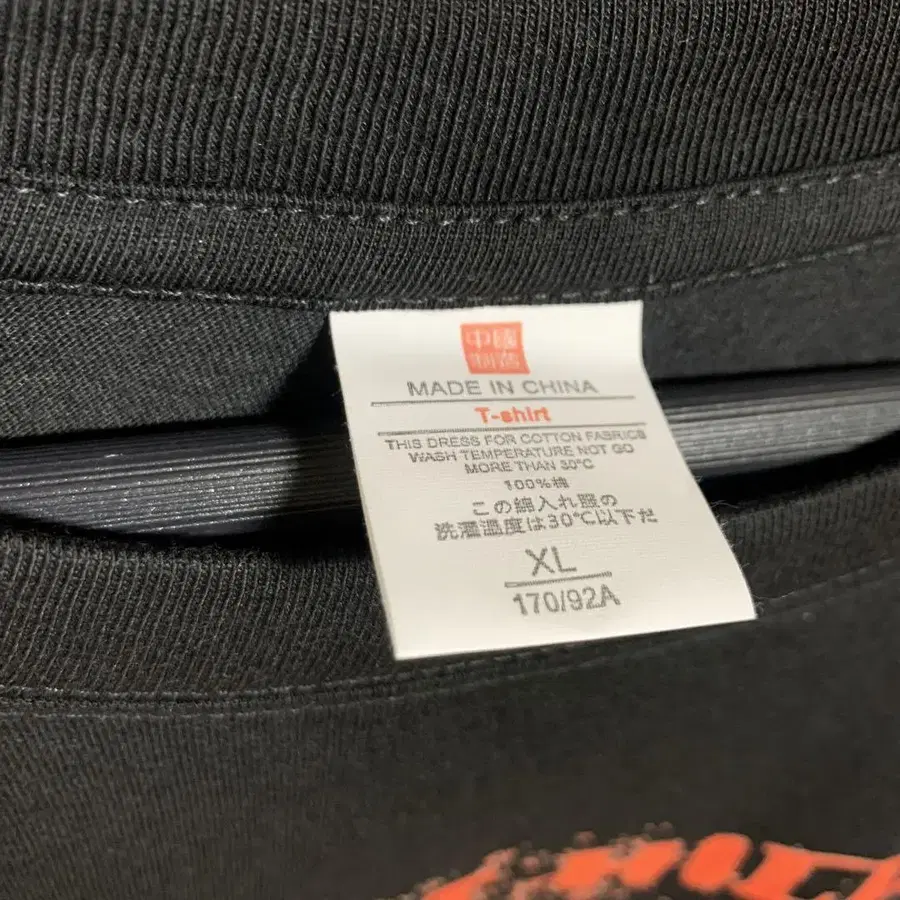 中國
制造
MADE IN CHINA
T-shirt
THIS DRESS FOR COTTON FABRICS
WASH TEMPERATURE NOT GO
MORE THAN 30°C
100%棉
この綿入れ服の
洗濯温度は30℃以下だ
XL
170/92A